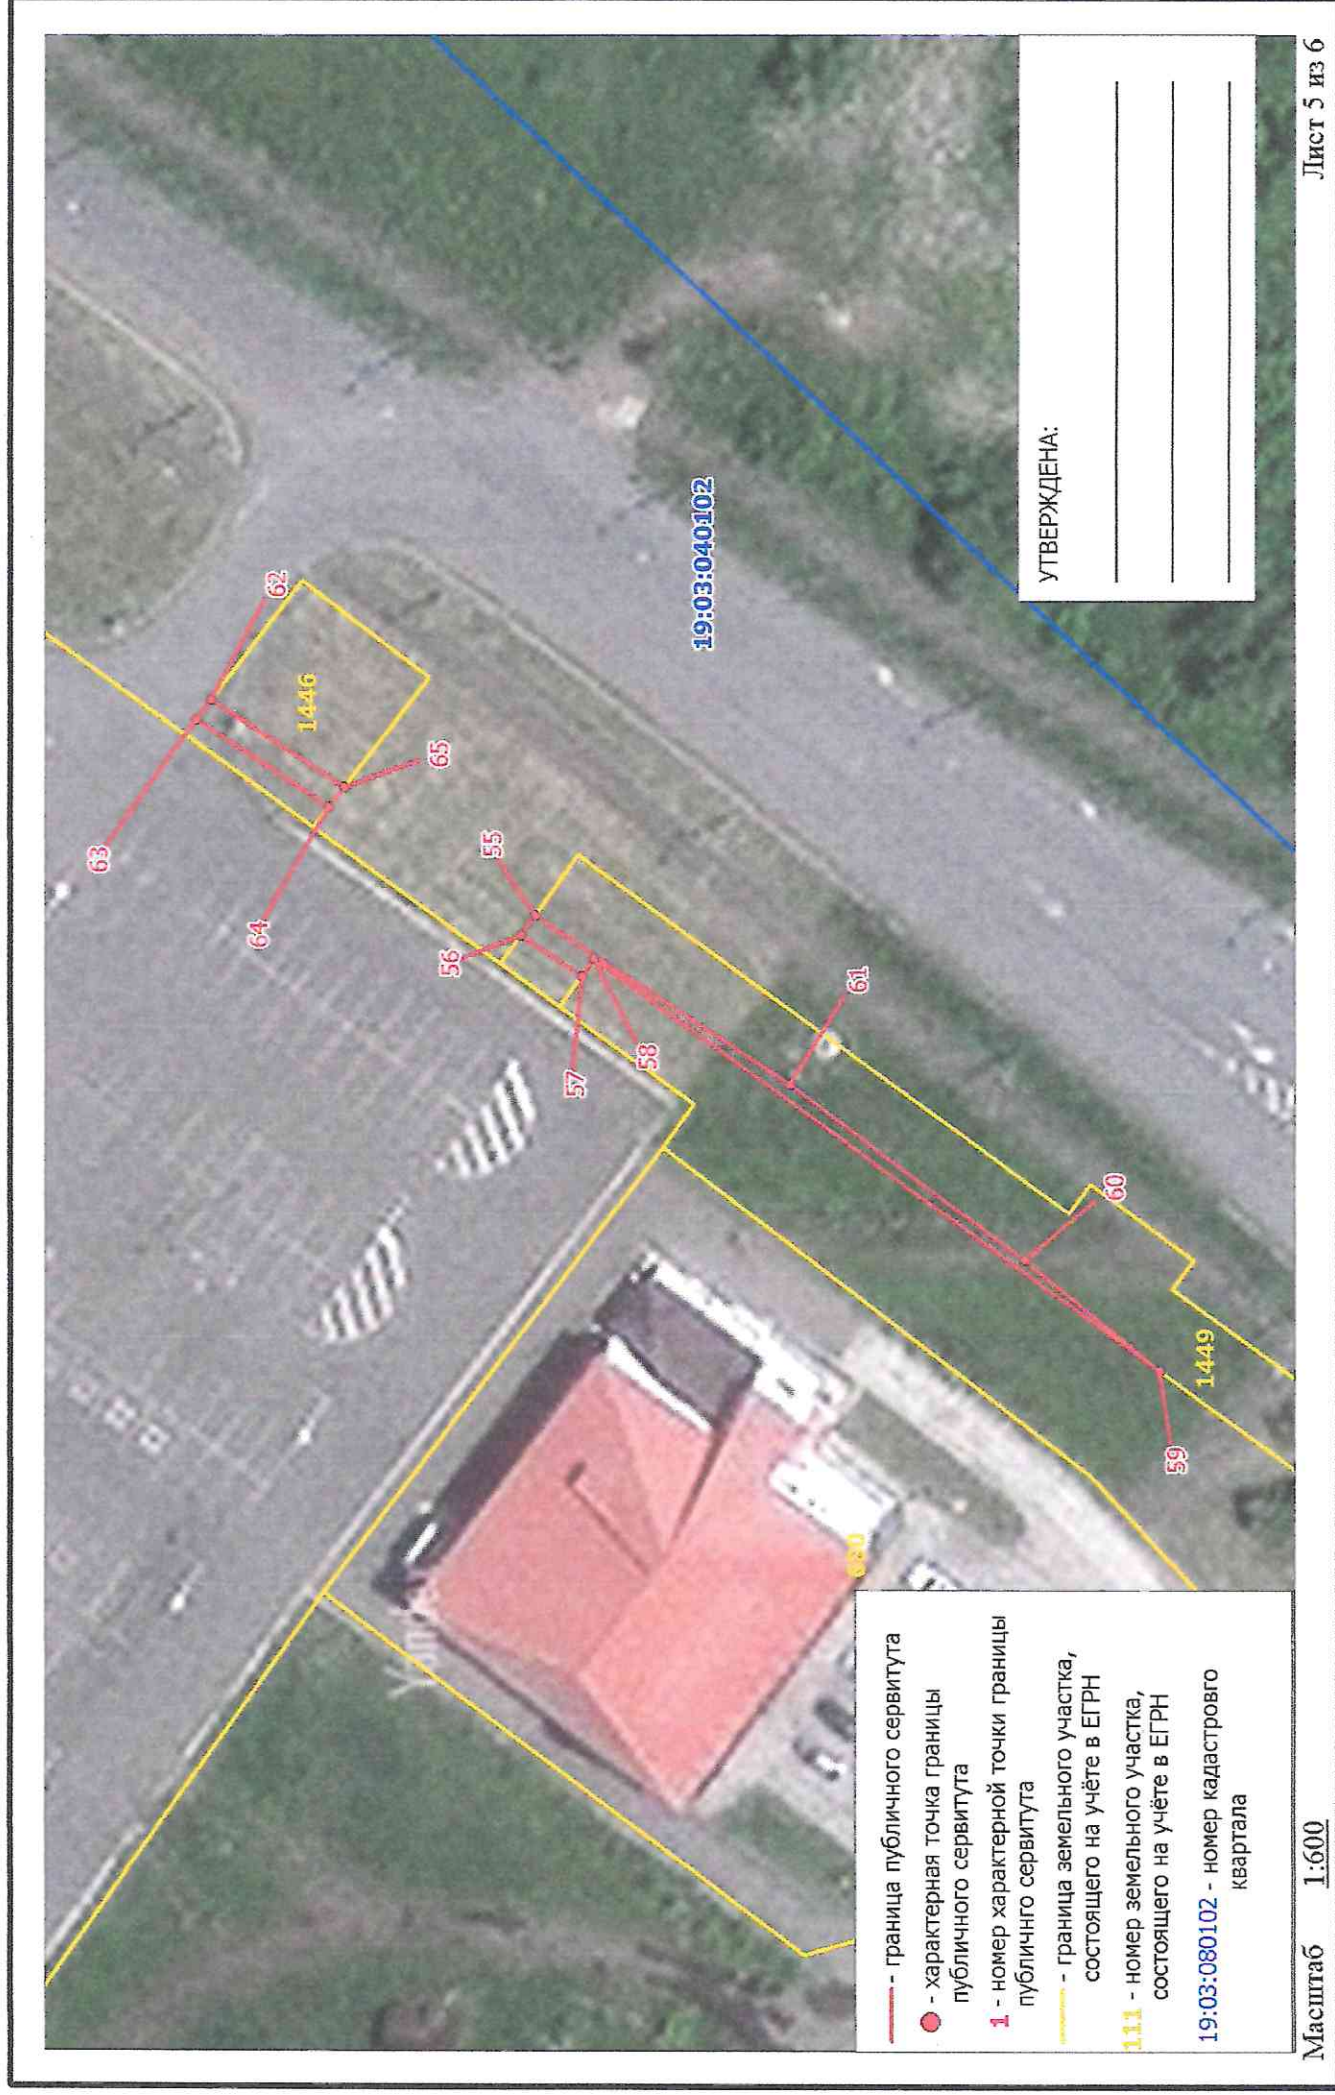 63
62
1446
64
65
56
55
57
58
61
19:03:040102
60
59
1449
УТВЕРЖДЕНА:
- граница публичного сервитута
- характерная точка границы
публичного сервитута
1 - номер характерной точки границы
публичнго сервитута
- граница земельного участка,
состоящего на учёте в ЕГРН
111 - номер земельного участка,
состоящего на учёте в ЕГРН
19:03:080102 - номер кадастрового
квартала
Масштаб 1:600
Лист 5 из 6